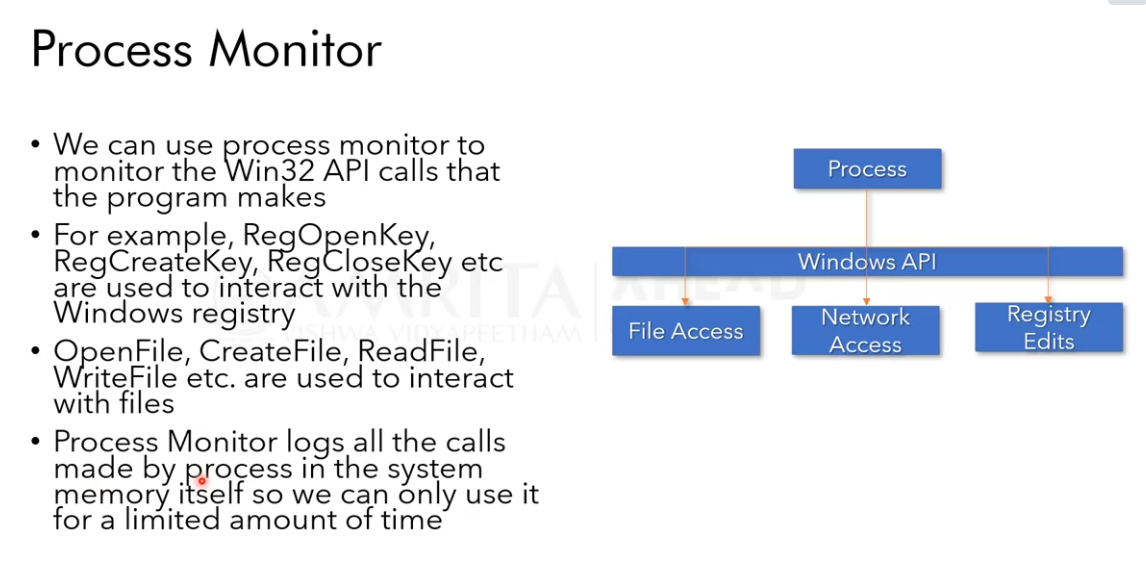 Process Monitor
• We can use process monitor to
monitor the Win32 API calls that
the program makes
• For example, RegOpenKey,
RegCreateKey, RegCloseKey etc
are used to interact with the
Windows registry
• OpenFile, CreateFile, ReadFile,
WriteFile etc. are used to interact
with files
• Process Monitor logs all the calls
made by process in the system
memory itself so we can only use it
for a limited amount of time
Process
Windows API
File Access
Network
Access
Registry
Edits
AMRITA AHEAD
VISHWA VIDYAPEETHAM